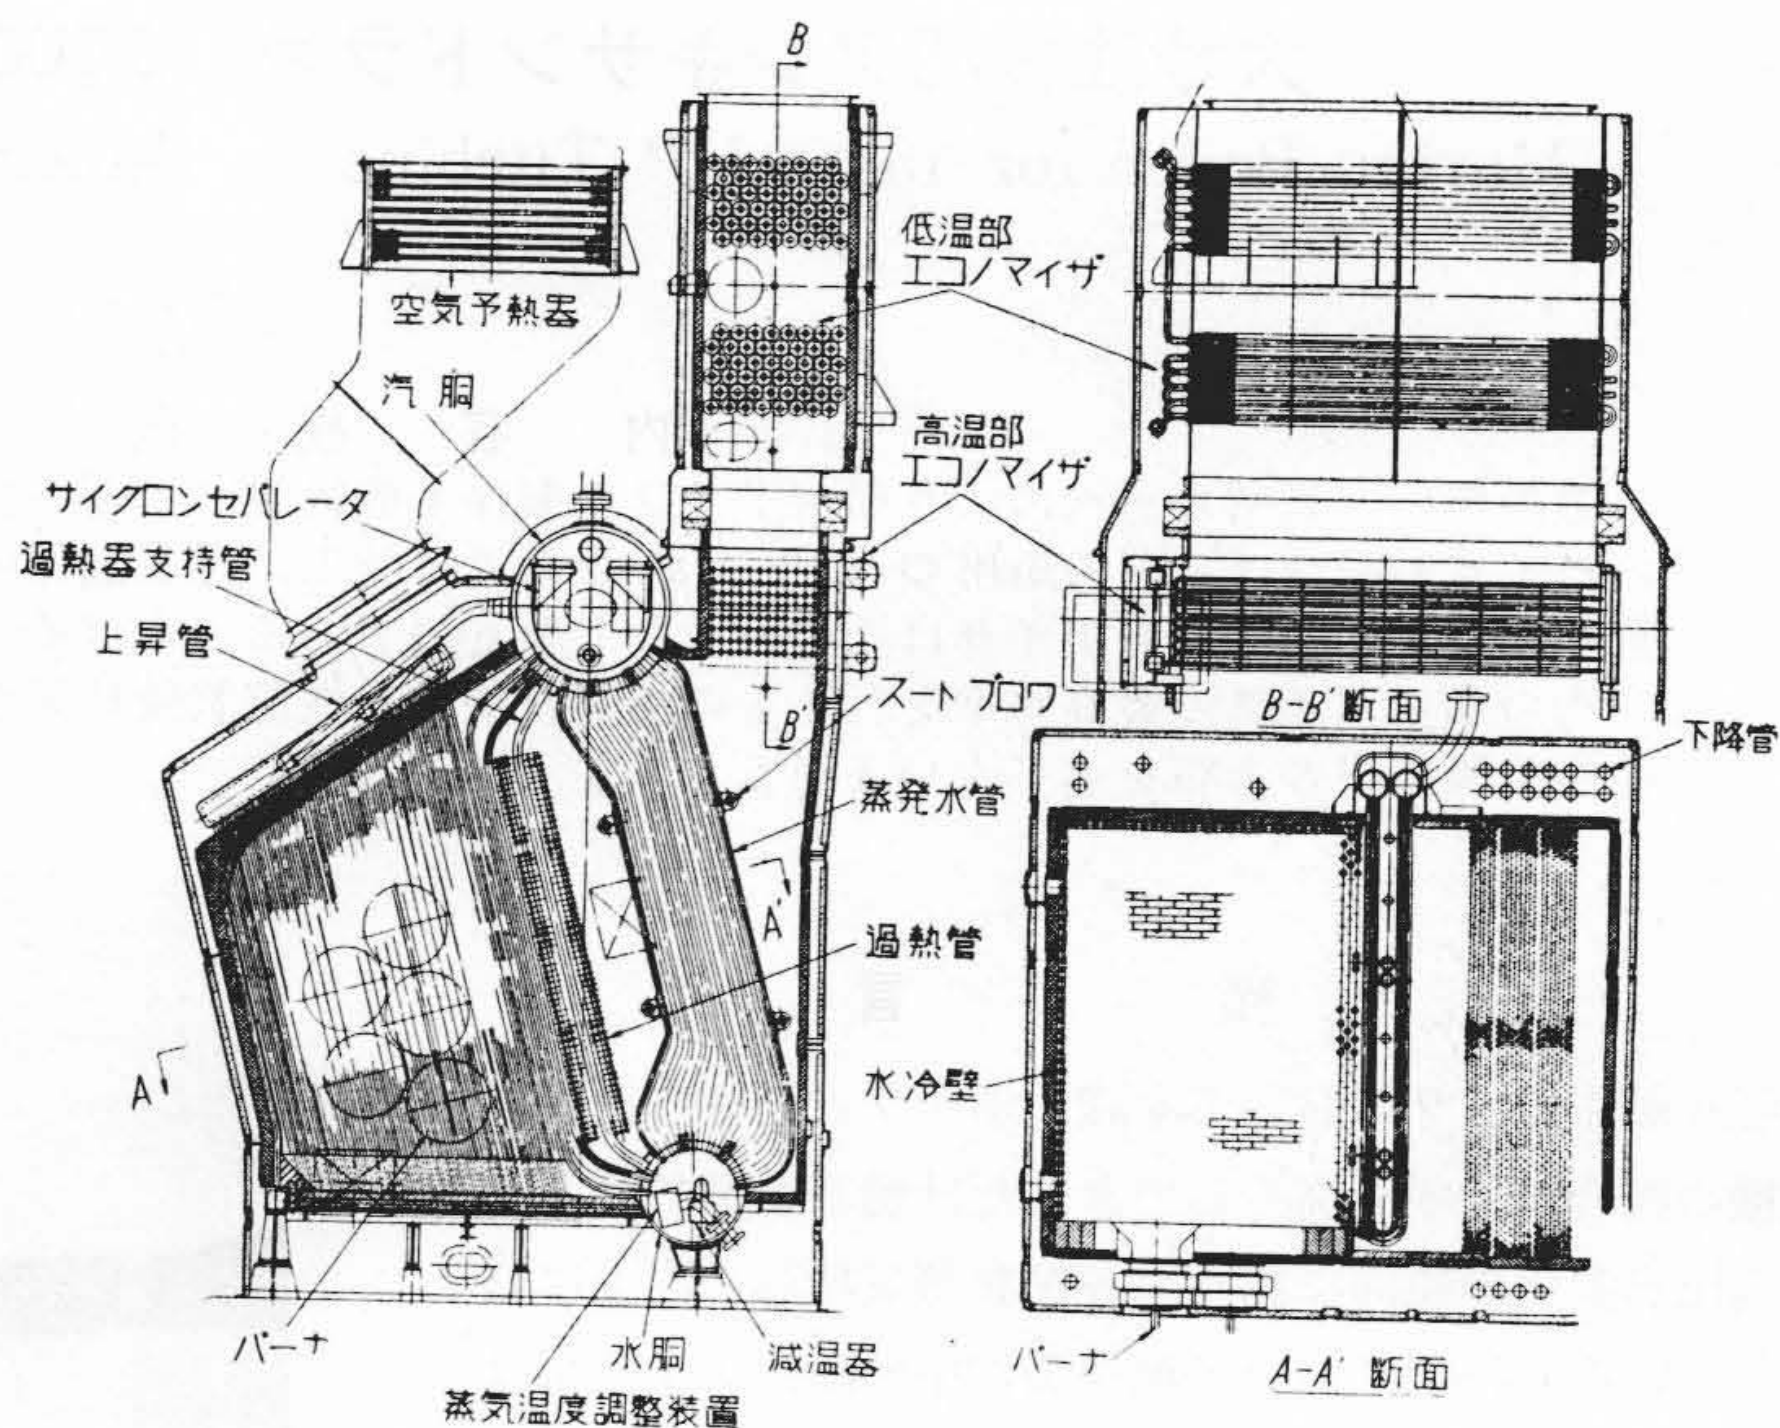 B
空気予熱器
汽胴
サイクロンセパレータ
過熱器支持管
上昇管
低温部
エコノマイザ
高温部
エコノマイザ
B'
スートブロワ
蒸発水管
A'
過熱管
A
水冷壁
バーナ
水胴
減温器
蒸気温度調整装置
B-B' 断面
下降管
バーナ
A-A' 断面